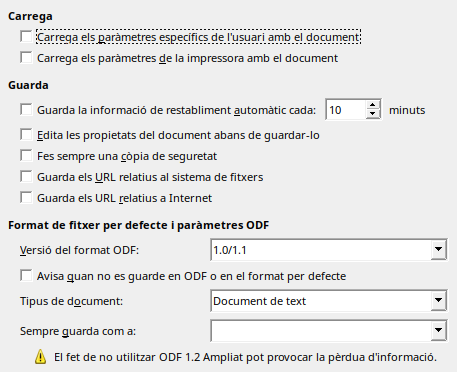 Carrega
Carrega els paràmetres específics de l'usuari amb el document
Carrega els paràmetres de la impressora amb el document
Guarda
Guarda la informació de restabliment automàtic cada: 10 minuts
Edita les propietats del document abans de guardar-lo
Fes sempre una còpia de seguretat
Guarda els URL relatius al sistema de fitxers
Guarda els URL relatius a Internet
Format de fitxer per defecte i paràmetres ODF
Versió del format ODF: 1.0/1.1
Avisa quan no es guarde en ODF o en el format per defecte
Tipus de document: Document de text
Sempre guarda com a:
El fet de no utilitzar ODF 1.2 Ampliat pot provocar la pèrdua d'informació.